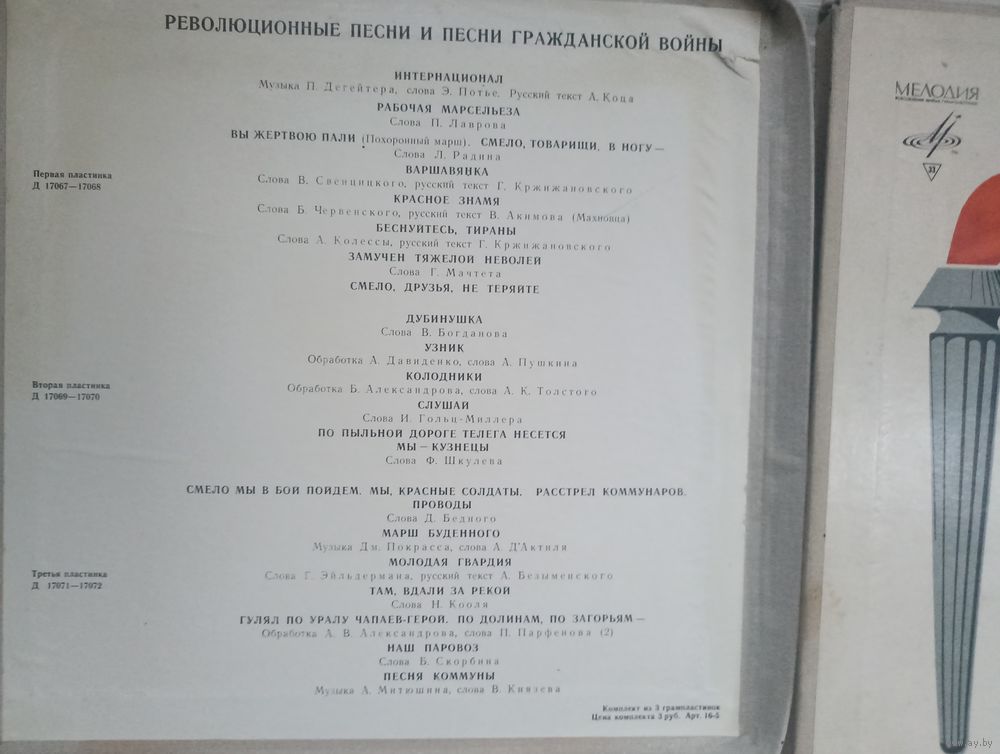 РЕВОЛЮЦИОННЫЕ ПЕСНИ И ПЕСНИ ГРАЖДАНСКОЙ ВОЙНЫ
ИНТЕРНАЦИОНАЛ
Музыка П. Дегейтера, слова Э. Потье. Русский текст А. Коца
РАБОЧАЯ МАРСЕЛЬЕЗА
Слова П. Лаврова
ВЫ ЖЕРТВОЮ ПАЛИ (Похоронный марш). СМЕЛО, ТОВАРИЩИ, В НОГУ —
Слова Л. Радина
Первая пластинка
Д 17067—17068
ВАРШАВЯНКА
Слова В. Свенцицкого, русский текст Г. Кржижановского
КРАСНОЕ ЗНАМЯ
Слова Б. Червенского, русский текст В. Акимова (Махновца)
БЕСНУЙТЕСЬ, ТИРАНЫ
Слова А. Колессы, русский текст Г. Кржижановского
ЗАМУЧЕН ТЯЖЕЛОЙ НЕВОЛЕЙ
Слова Г. Мачтета
СМЕЛО, ДРУЗЬЯ, НЕ ТЕРЯЙТЕ
ДУБИНУШКА
Слова В. Богданова
УЗНИК
Обработка А. Давиденко, слова А. Пушкина
Вторая пластинка
Д 17069—17070
КОЛОДНИКИ
Обработка Б. Александрова, слова А. К. Толстого
СЛУШАЙ
Слова И. Гольц-Миллера
ПО ПЫЛЬНОЙ ДОРОГЕ ТЕЛЕГА НЕСЕТСЯ
МЫ — КУЗНЕЦЫ
Слова Ф. Шкулева
СМЕЛО МЫ В БОЙ ПОЙДЕМ. МЫ, КРАСНЫЕ СОЛДАТЫ. РАССТРЕЛ КОММУНАРОВ.
ПРОВОДЫ
Слова Д. Бедного
МАРШ БУДЕННОГО
Музыка Дм. Покрасса, слова А. Д'Актиля
МОЛОДАЯ ГВАРДИЯ
Слова Г. Эйльдермана, русский текст А. Безыменского
Третья пластинка
Д 17071—17072
ТАМ, ВДАЛИ ЗА РЕКОЙ
Слова Н. Кооля
ГУЛЯЛ ПО УРАЛУ ЧАПАЕВ-ГЕРОЙ. ПО ДОЛИНАМ, ПО ЗАГОРЬЯМ —
Обработка А. В. Александрова, слова П. Парфенова (2)
НАШ ПАРОВОЗ
Слова Б. Скорбина
ПЕСНЯ КОММУНЫ
Музыка А. Митюшина, слова В. Князева
Комплект из 3 грампластинок
Цена комплекта 3 руб. Арт. 16-5
МЕЛОДИЯ
33